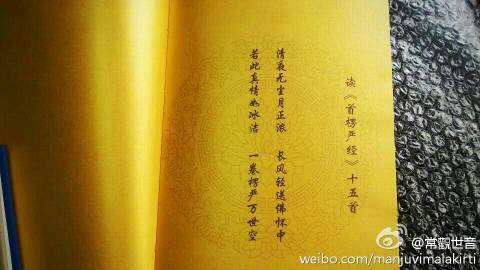 读《首楞严经》十五首
清夜无尘月正浓 长风轻送佛怀中
若此真情如冰洁 一卷楞严万世空
@常觀世音
weibo.com/manjuvimalakirti